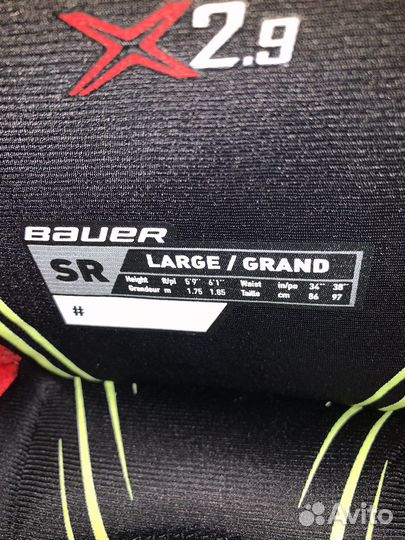 X2.9
BAUER
SR LARGE / GRAND
Height ft/pi 5'9" 6'1" Waist in/po 34" 38"
Grandeur m 1.75 1.85 Taille cm 86 97
#
Avito